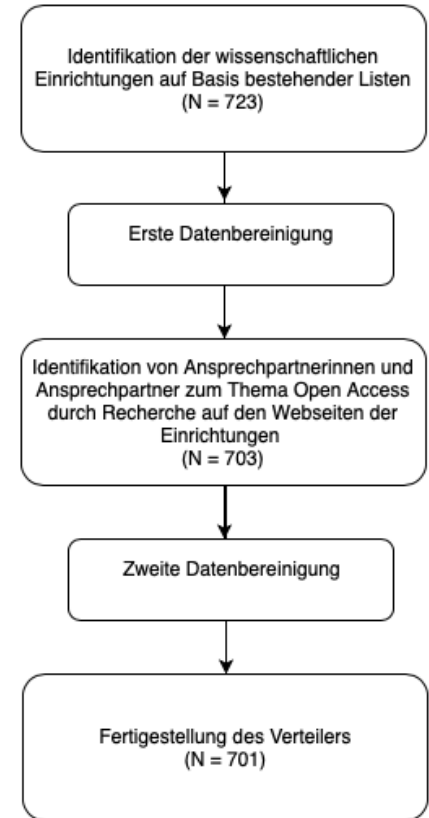 Identifikation der wissenschaftlichen
Einrichtungen auf Basis bestehender Listen
(N = 723)
Erste Datenbereinigung
Identifikation von Ansprechpartnerinnen und
Ansprechpartner zum Thema Open Access
durch Recherche auf den Webseiten der
Einrichtungen
(N = 703)
Zweite Datenbereinigung
Fertigestellung des Verteilers
(N = 701)